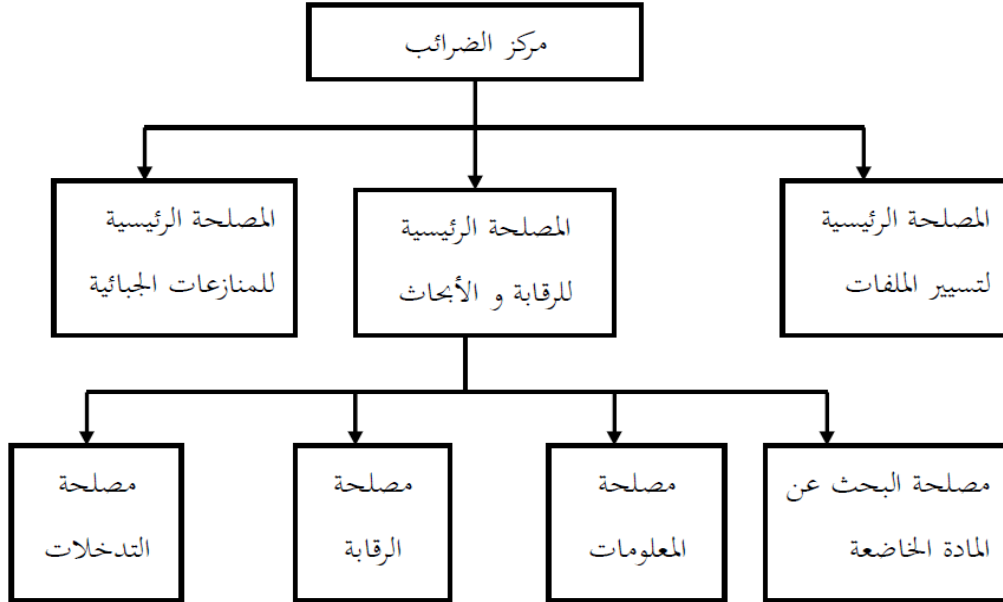 مركز الضرائب
المصلحة الرئيسية
لتسيير الملفات
المصلحة الرئيسية
للرقابة و الأبحاث
المصلحة الرئيسية
للمنازعات الجبائية
مصلحة البحث عن
المادة الخاضعة
مصلحة
المعلومات
مصلحة
الرقابة
مصلحة
التدخلات